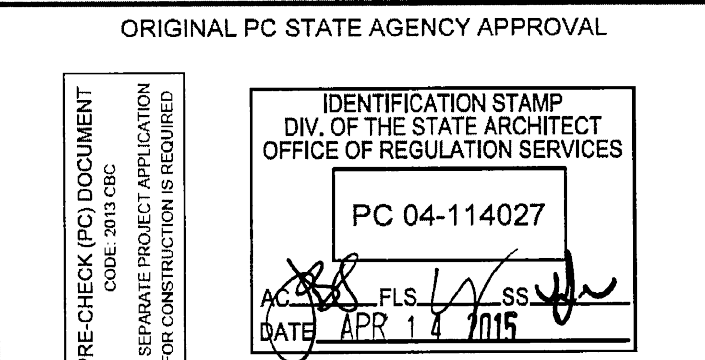 ORIGINAL PC STATE AGENCY APPROVAL
PRE-CHECK (PC) DOCUMENT
CODE: 2013 CBC
SEPARATE PROJECT APPLICATION
FOR CONSTRUCTION IS REQUIRED
IDENTIFICATION STAMP
DIV. OF THE STATE ARCHITECT
OFFICE OF REGULATION SERVICES
PC 04-114027
AC FLS SS
DATE APR 14 2015